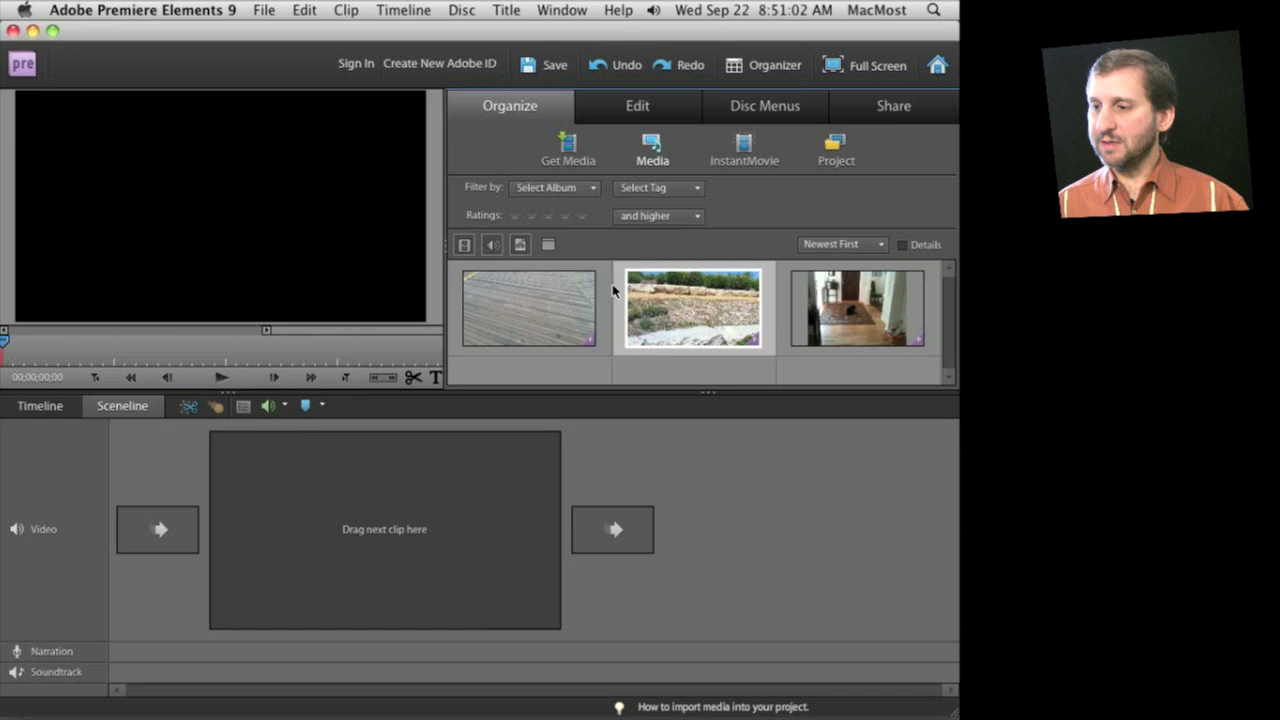 Adobe Premiere Elements 9 File Edit Clip Timeline Disc Title Window Help Wed Sep 22 8:51:02 AM MacMost
pre Sign In Create New Adobe ID Save Undo Redo Organizer Full Screen
Organize Edit Disc Menus Share
Get Media Media InstantMovie Project
Filter by: Select Album Select Tag
Ratings: and higher
Newest First Details
00;00;00;00 T
Timeline Sceneline
Video Drag next clip here
Narration
Soundtrack
How to import media into your project.